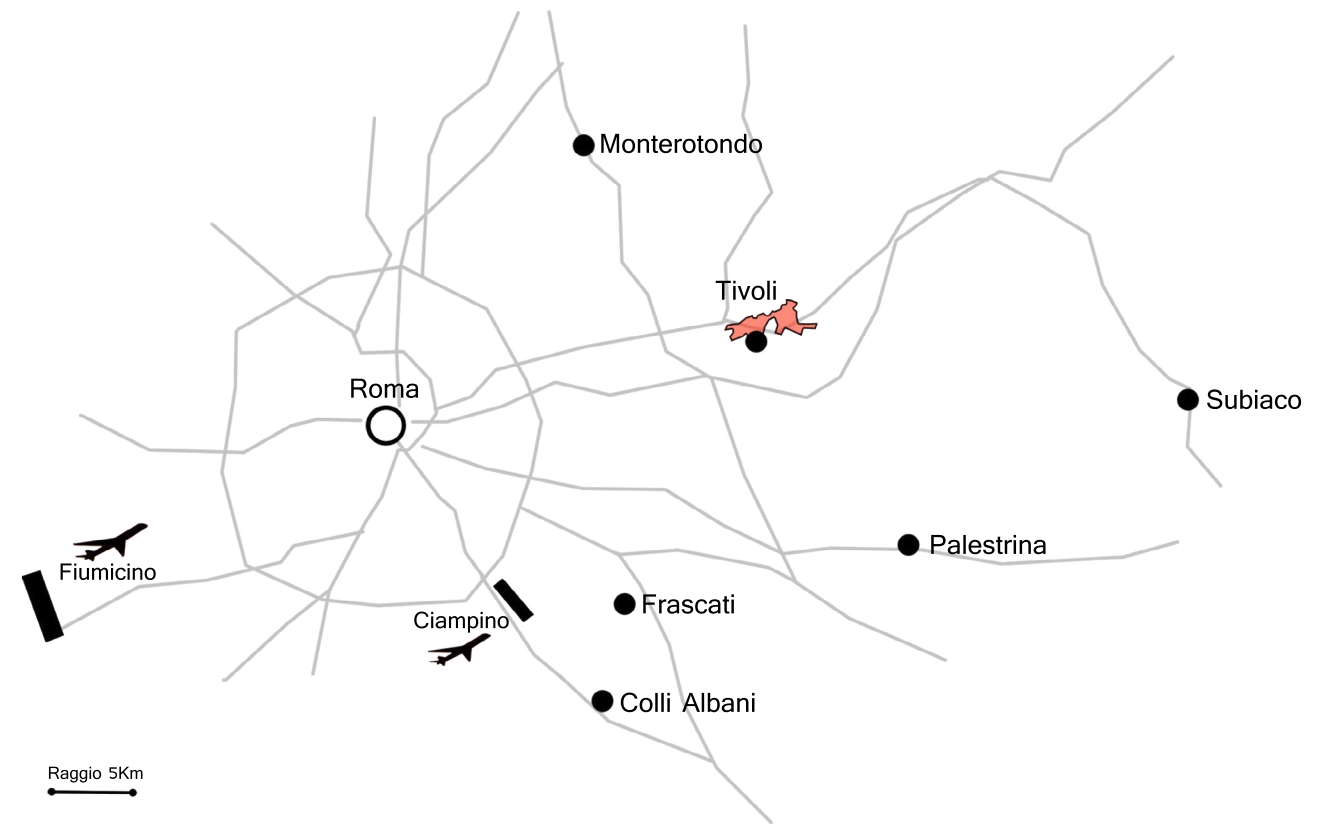 Monterotondo
Tivoli
Roma
Subiaco
Palestrina
Fiumicino
Frascati
Ciampino
Colli Albani
Raggio 5Km